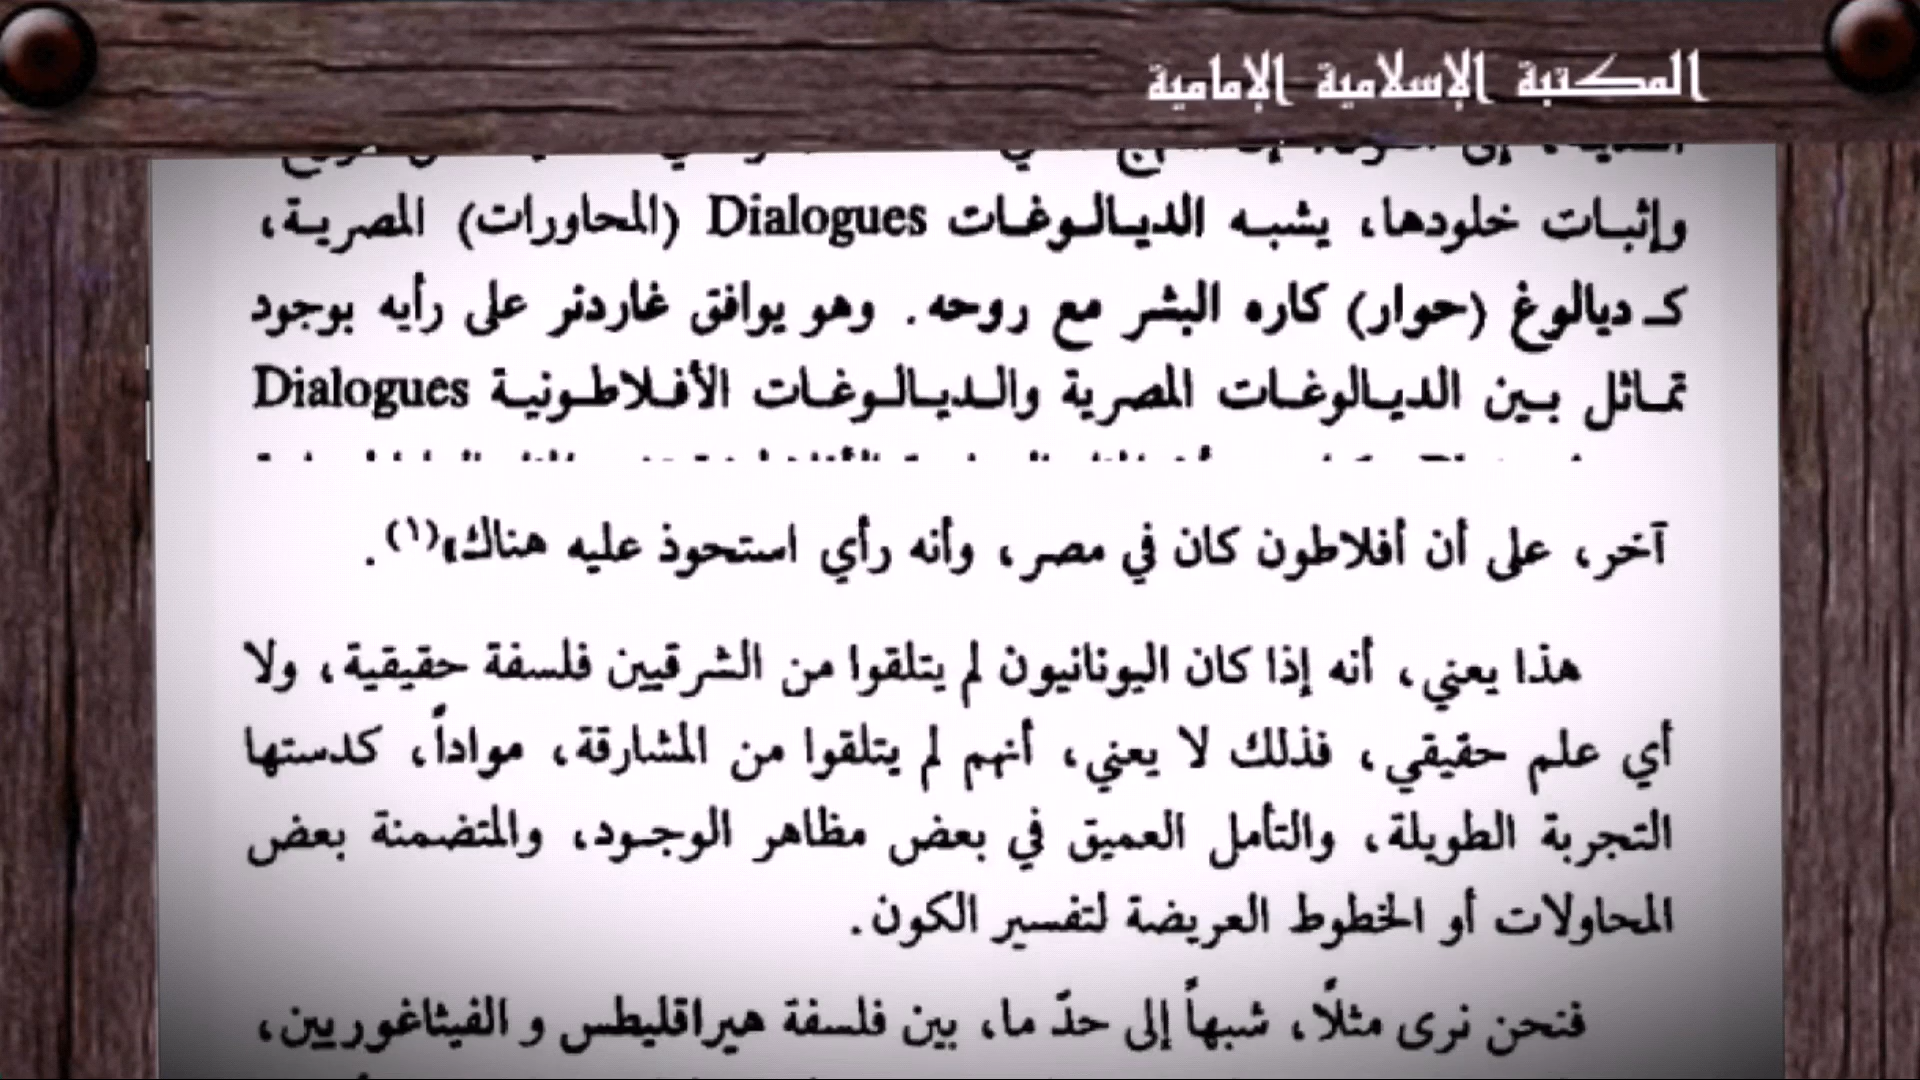 المكتبة الإسلامية الإمامية
وإثبات خلودها، يشبه الديالوغات Dialogues (المحاورات) المصرية،
كـ ديالوغ (حوار) كاره البشر مع روحه. وهو يوافق غاردنر على رأيه بوجود
تماثل بين الديالوغات المصرية والديالوغات الأفلاطونية Dialogues
آخر، على أن أفلاطون كان في مصر، وأنه رأي استحوذ عليه هناك»(١).
هذا يعني، أنه إذا كان اليونانيون لم يتلقوا من الشرقيين فلسفة حقيقية، ولا
أي علم حقيقي، فذلك لا يعني، أنهم لم يتلقوا من المشارقة، مواداً، كدستها
التجربة الطويلة، والتأمل العميق في بعض مظاهر الوجود، والمتضمنة بعض
المحاولات أو الخطوط العريضة لتفسير الكون.
فنحن نرى مثلًا، شبهاً إلى حدّ ما، بين فلسفة هيراقليطس و الفيثاغوريين،